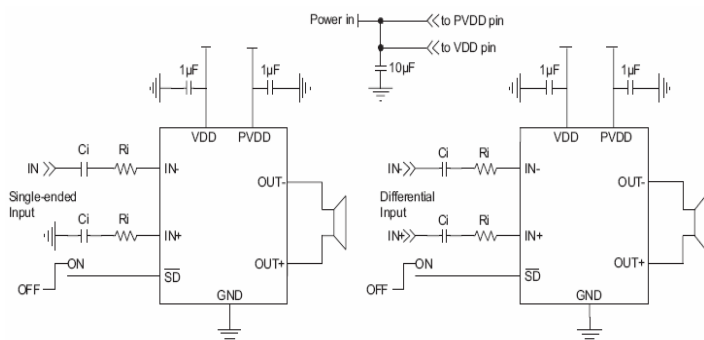 Power in
to PVDD pin
to VDD pin
10µF
1µF
1µF
VDD
PVDD
IN
Ci
Ri
IN-
Single-ended
Input
OUT-
Ci
Ri
IN+
ON
OFF
SD
OUT+
GND
1µF
1µF
VDD
PVDD
IN-
Ci
Ri
IN-
Differential
Input
OUT-
IN+
Ci
Ri
IN+
ON
OFF
SD
OUT+
GND